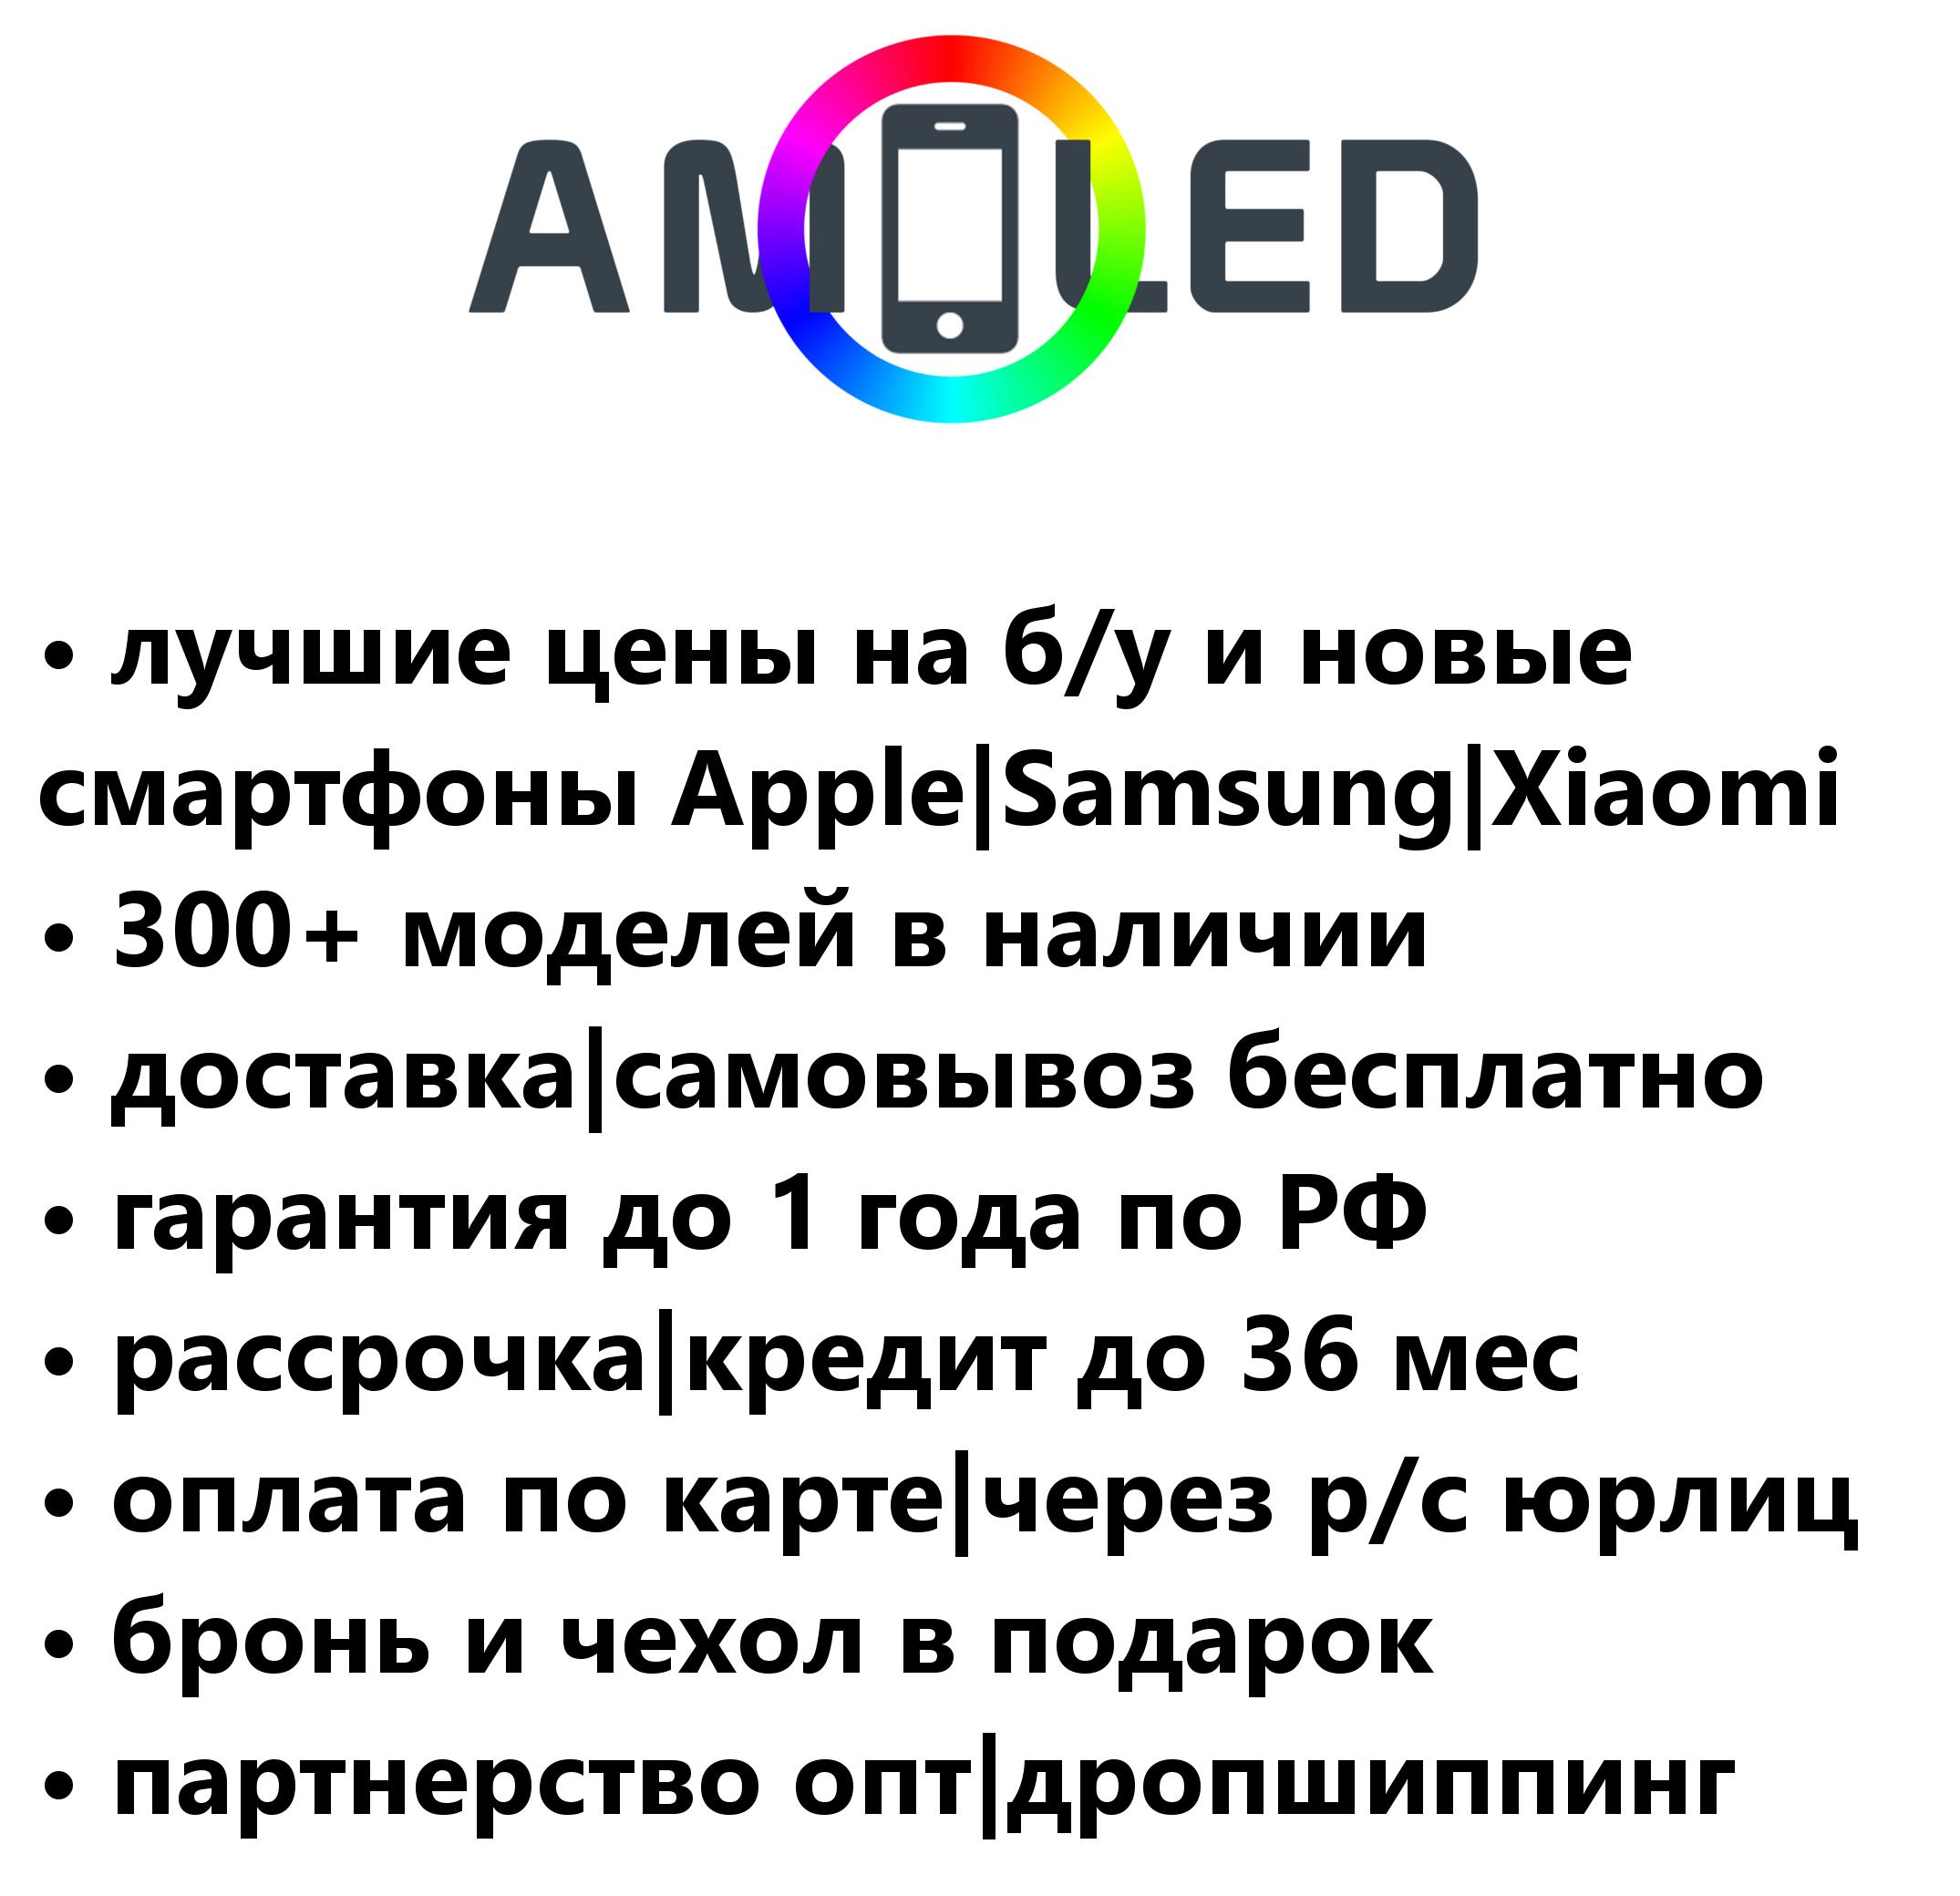 AMOLED
• лучшие цены на б/у и новые
смартфоны Apple|Samsung|Xiaomi
• 300+ моделей в наличии
• доставка|самовывоз бесплатно
• гарантия до 1 года по РФ
• рассрочка|кредит до 36 мес
• оплата по карте|через р/с юрлиц
• бронь и чехол в подарок
• партнерство опт|дропшиппинг